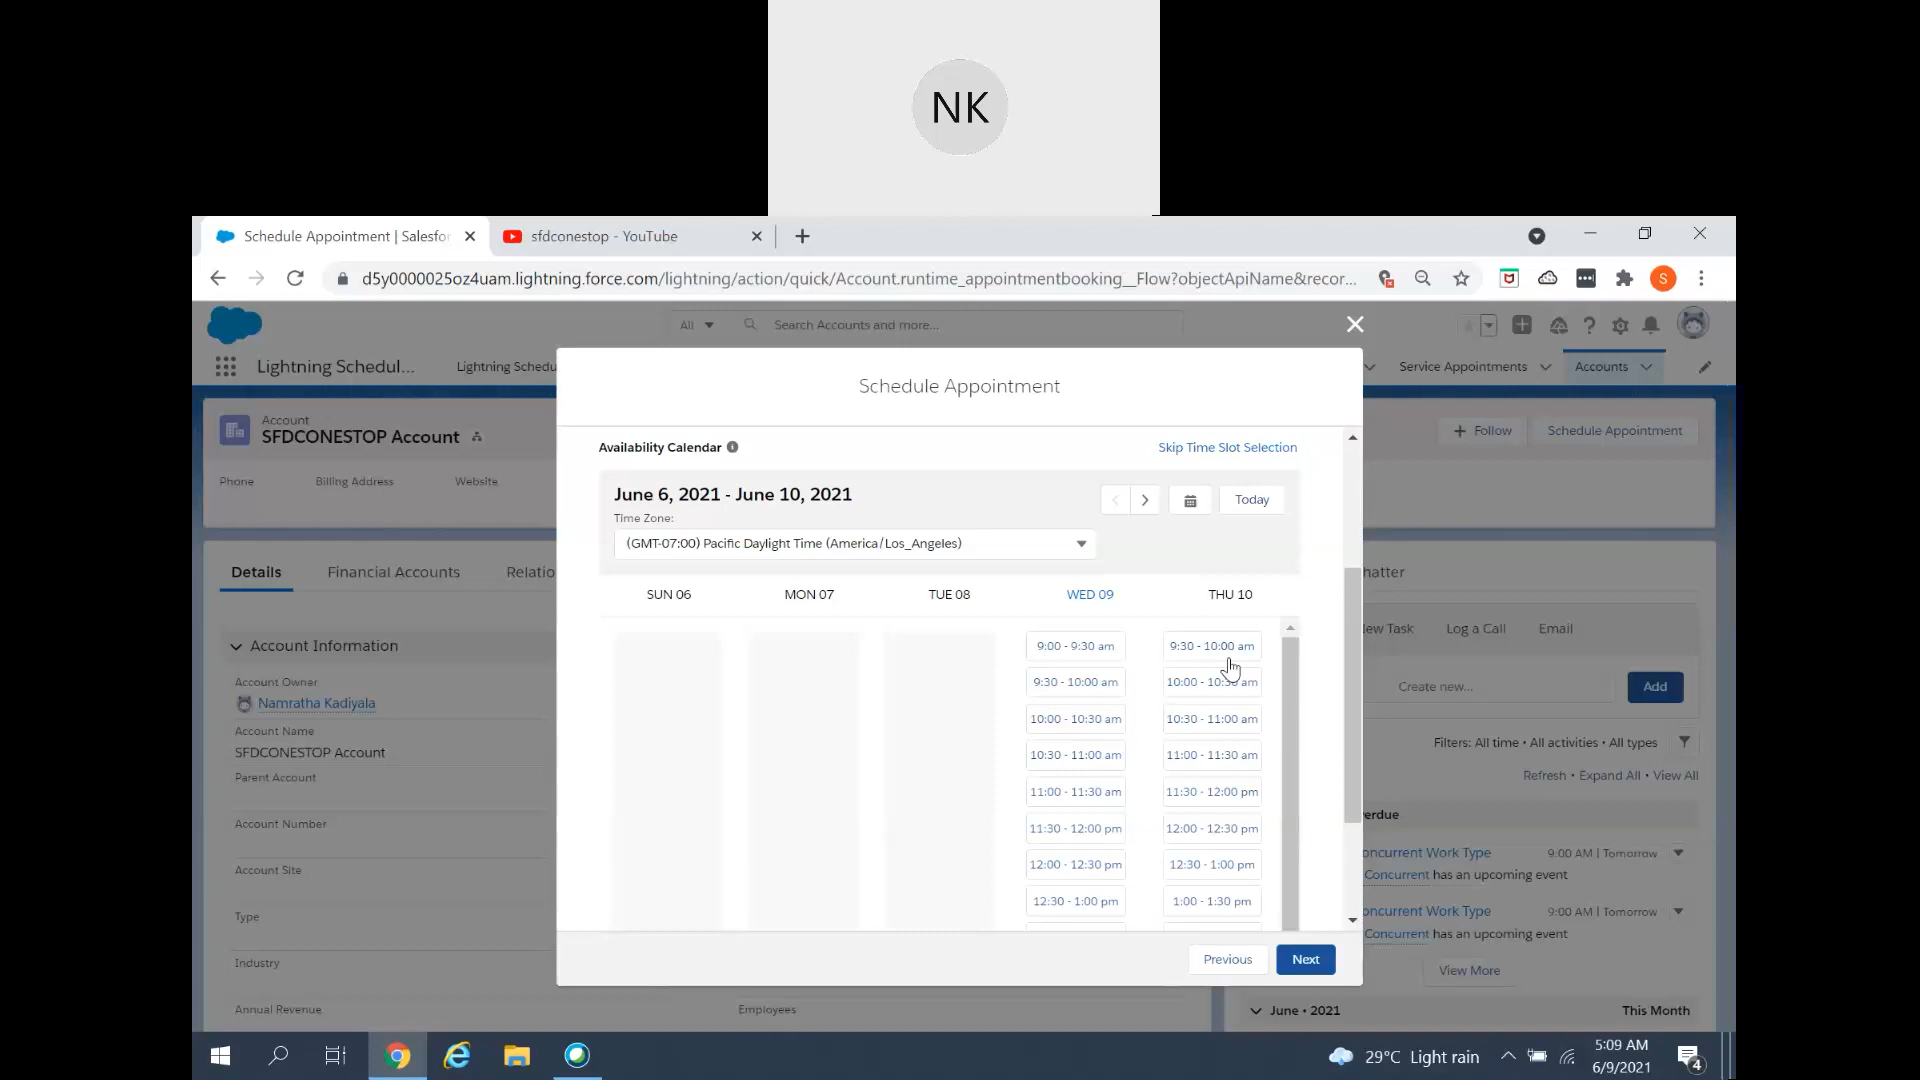 NK
Schedule Appointment | Salesfor
sfdconestop - YouTube
d5y0000025oz4uam.lightning.force.com/lightning/action/quick/Account.runtime_appointmentbooking__Flow?objectApiName&recor...
S
All
Search Accounts and more...
Lightning Schedul...
Lightning Schedu
Service Appointments
Accounts
Schedule Appointment
Account
SFDCONESTOP Account
Follow
Schedule Appointment
Phone
Billing Address
Website
Availability Calendar
Skip Time Slot Selection
June 6, 2021 - June 10, 2021
Today
Time Zone:
(GMT-07:00) Pacific Daylight Time (America/Los_Angeles)
Details
Financial Accounts
Relatio
hatter
SUN 06
MON 07
TUE 08
WED 09
THU 10
ew Task
Log a Call
Email
Account Information
9:00 - 9:30 am
9:30 - 10:00 am
9:30 - 10:00 am
10:00 - 10:30 am
10:00 - 10:30 am
10:30 - 11:00 am
10:30 - 11:00 am
11:00 - 11:30 am
11:00 - 11:30 am
11:30 - 12:00 pm
11:30 - 12:00 pm
12:00 - 12:30 pm
12:00 - 12:30 pm
12:30 - 1:00 pm
12:30 - 1:00 pm
1:00 - 1:30 pm
Account Owner
Namratha Kadiyala
Account Name
SFDCONESTOP Account
Parent Account
Account Number
Account Site
Type
Industry
Annual Revenue
Employees
Create new...
Add
Filters: All time • All activities • All types
Refresh • Expand All • View All
erdue
oncurrent Work Type
9:00 AM | Tomorrow
Concurrent has an upcoming event
oncurrent Work Type
9:00 AM | Tomorrow
Concurrent has an upcoming event
View More
June • 2021
This Month
Previous
Next
29°C Light rain
5:09 AM
6/9/2021
4